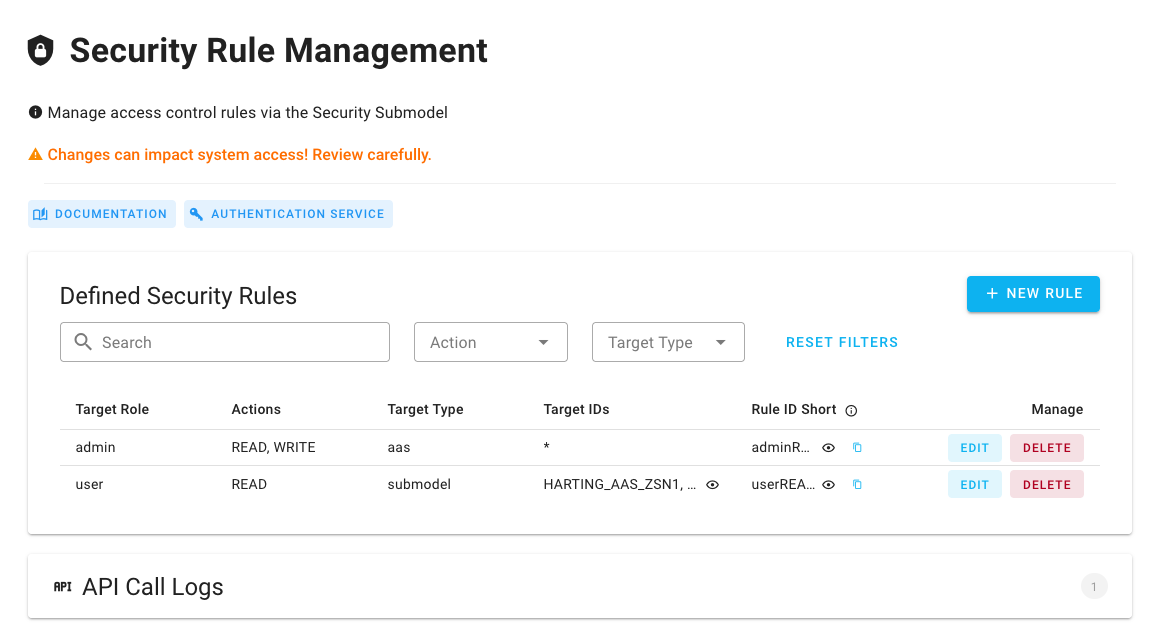 Security Rule Management
Manage access control rules via the Security Submodel
Changes can impact system access! Review carefully.
DOCUMENTATION AUTHENTICATION SERVICE
Defined Security Rules + NEW RULE
Search Action Target Type RESET FILTERS
Target Role Actions Target Type Target IDs Rule ID Short Manage
admin READ, WRITE aas * adminR... EDIT DELETE
user READ submodel HARTING_AAS_ZSN1, ... userREA... EDIT DELETE
API API Call Logs 1